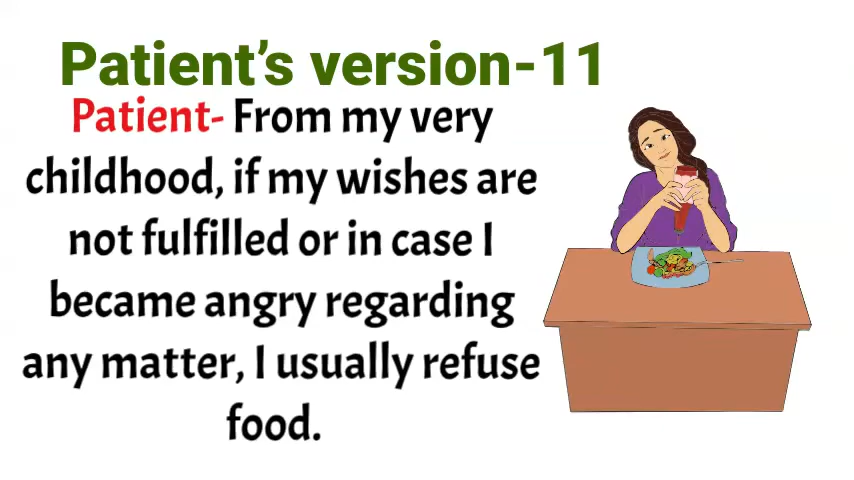 Patient's version-11
Patient- From my very
childhood, if my wishes are
not fulfilled or in case I
became angry regarding
any matter, I usually refuse
food.